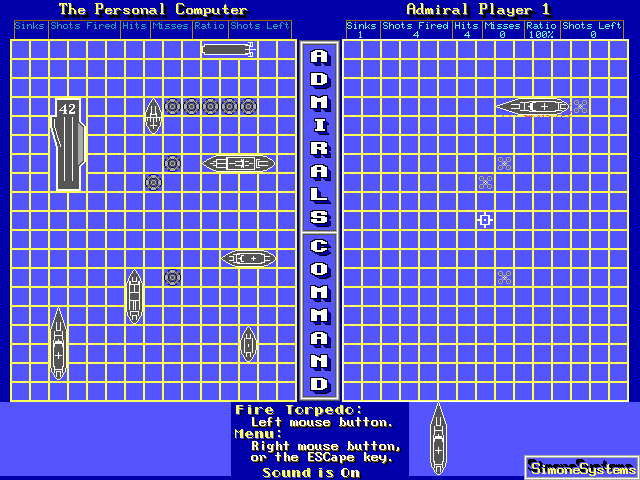 The Personal Computer
Admiral Player 1
Sinks Shots Fired Hits Misses Ratio Shots Left
Sinks Shots Fired Hits Misses Ratio Shots Left
1 4 4 0 100% 0
42
ADMIRALS
COMMAND
Fire Torpedo:
Left mouse button.
Menu:
Right mouse button,
or the ESCape key.
Sound is On
SimoneSystems